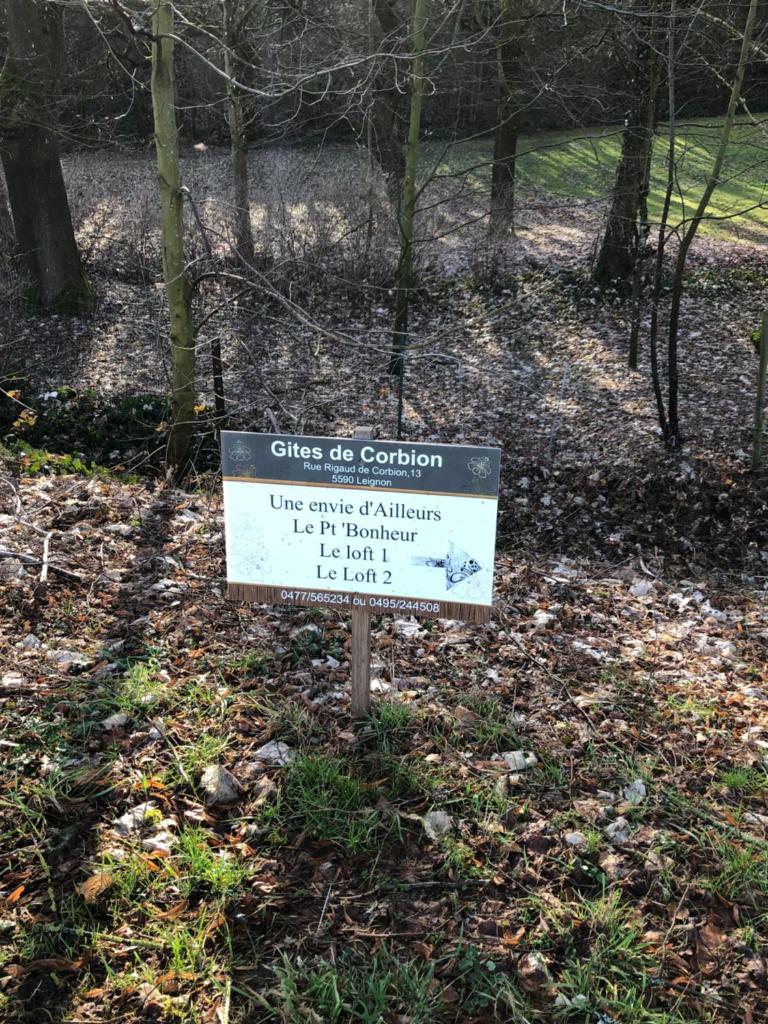 Gites de Corbion
Rue Rigaud de Corbion,13
5590 Leignon
Une envie d'Ailleurs
Le Pt 'Bonheur
Le loft 1
Le Loft 2
0477/565234 ou 0495/244508